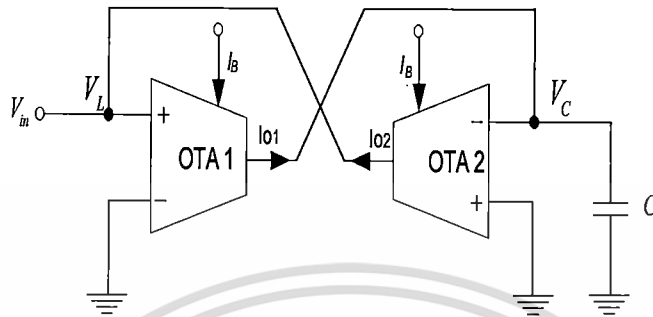 I_B
I_B
V_in
V_L
+
OTA 1
−
Io1
Io2
−
OTA 2
+
V_C
C